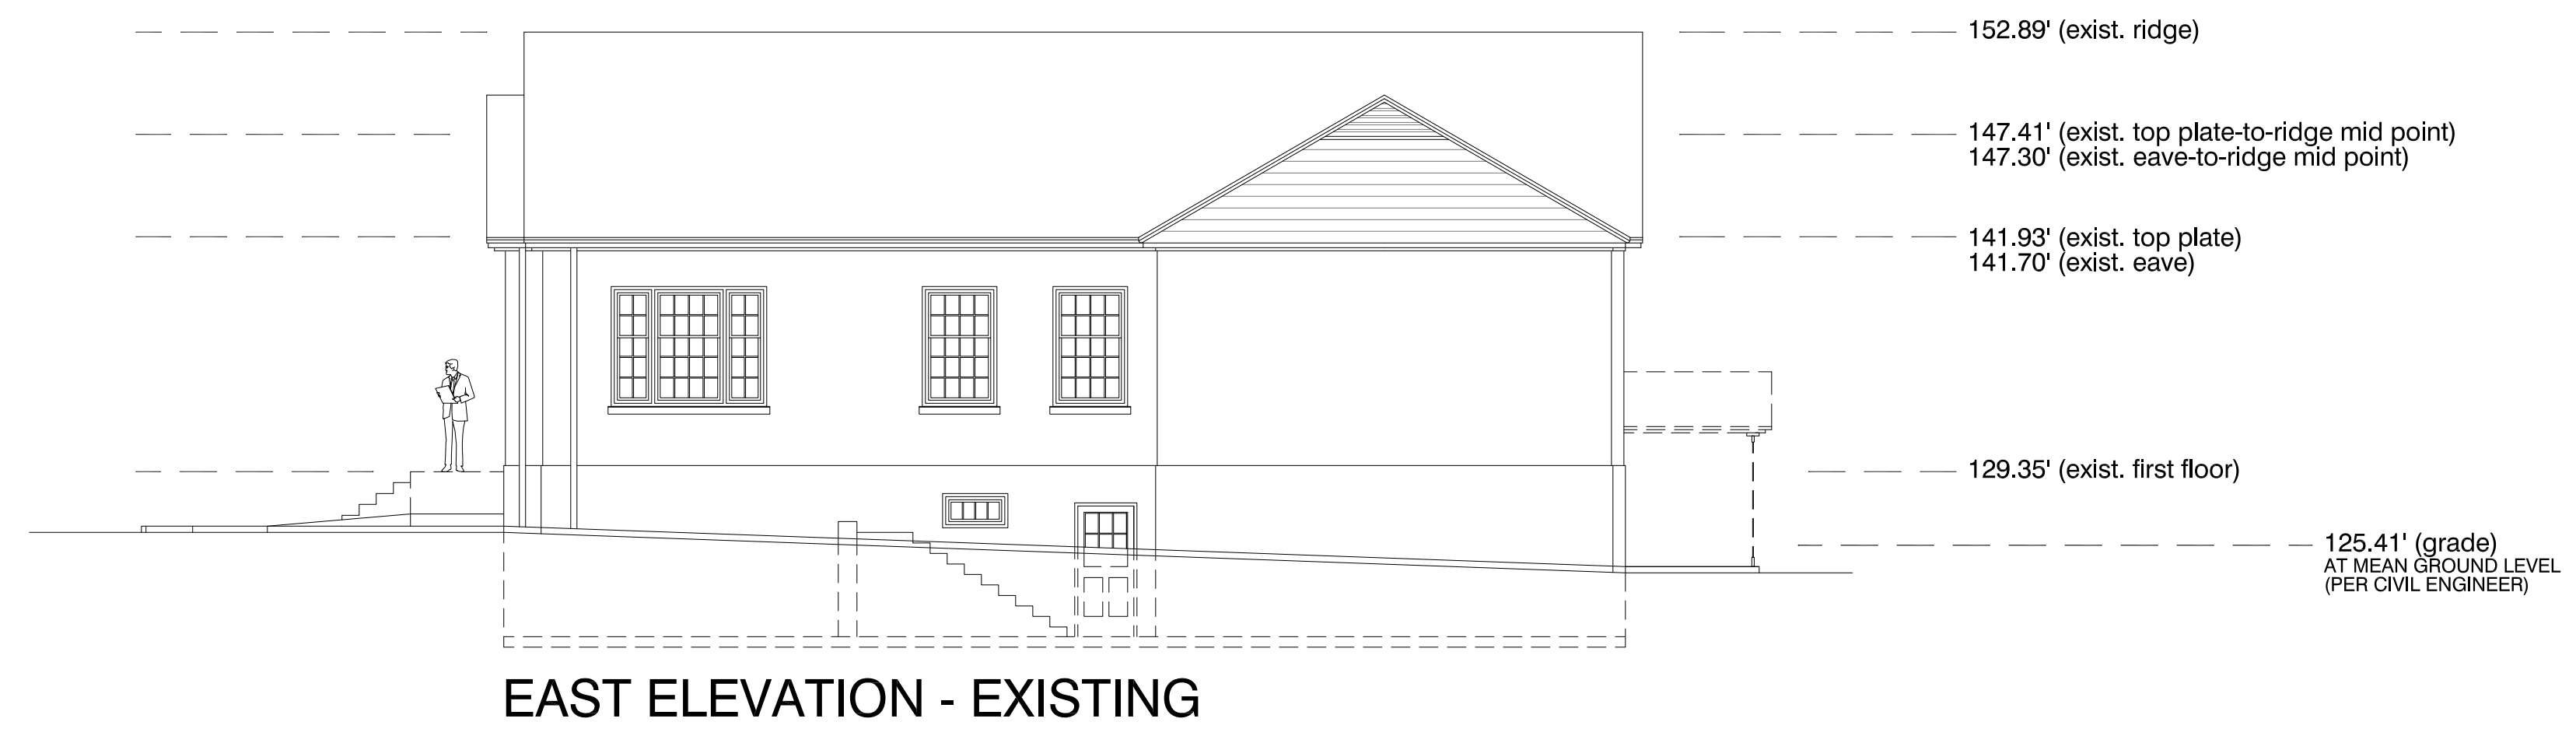 152.89' (exist. ridge)
147.41' (exist. top plate-to-ridge mid point)
147.30' (exist. eave-to-ridge mid point)
141.93' (exist. top plate)
141.70' (exist. eave)
129.35' (exist. first floor)
125.41' (grade)
AT MEAN GROUND LEVEL
(PER CIVIL ENGINEER)
EAST ELEVATION - EXISTING